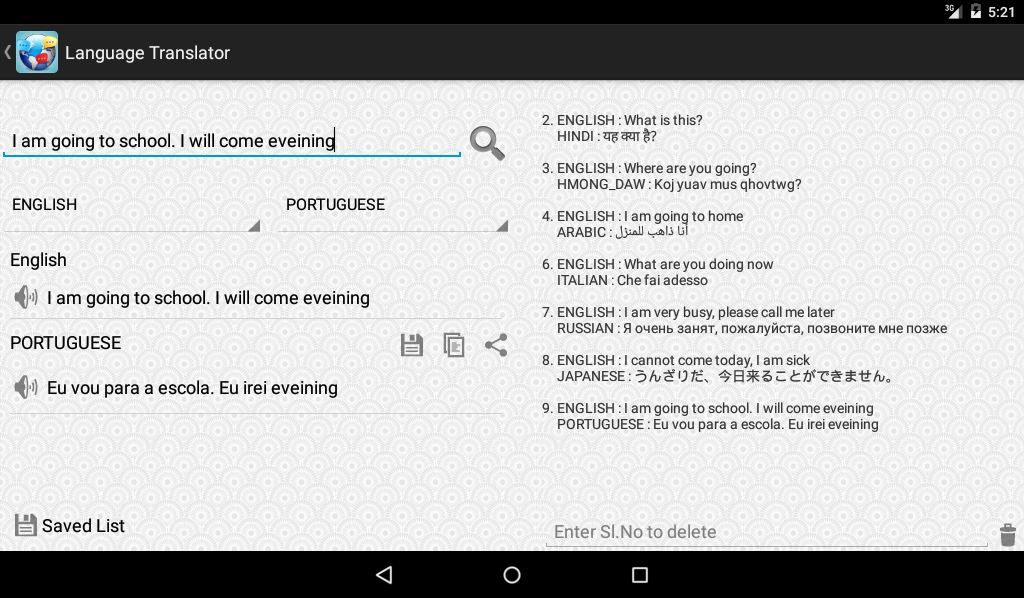 3G 5:21
Language Translator
I am going to school. I will come eveining
ENGLISH
PORTUGUESE
English
I am going to school. I will come eveining
PORTUGUESE
Eu vou para a escola. Eu irei eveining
Saved List
2. ENGLISH : What is this?
HINDI : यह क्या है?
3. ENGLISH : Where are you going?
HMONG_DAW : Koj yuav mus qhovtwg?
4. ENGLISH : I am going to home
ARABIC : أنا ذاهب للمنزل
6. ENGLISH : What are you doing now
ITALIAN : Che fai adesso
7. ENGLISH : I am very busy, please call me later
RUSSIAN : Я очень занят, пожалуйста, позвоните мне позже
8. ENGLISH : I cannot come today, I am sick
JAPANESE : うんざりだ、今日来ることができません。
9. ENGLISH : I am going to school. I will come eveining
PORTUGUESE : Eu vou para a escola. Eu irei eveining
Enter Sl.No to delete